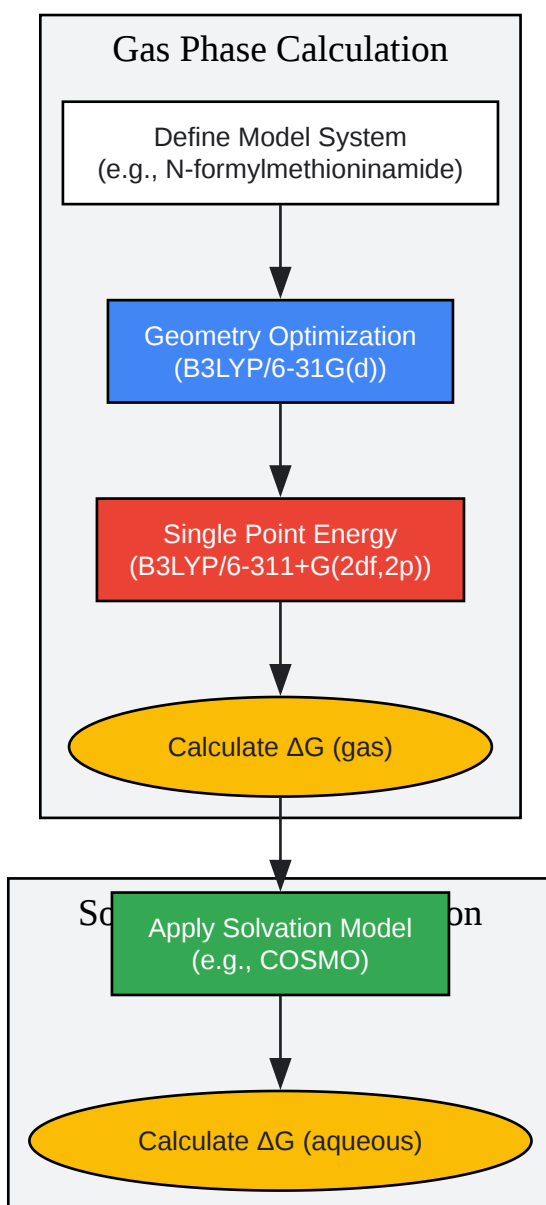 Gas Phase Calculation
Define Model System
(e.g., N-formylmethioninamide)
Geometry Optimization
(B3LYP/6-31G(d))
Single Point Energy
(B3LYP/6-311+G(2df,2p))
Calculate ΔG (gas)
Apply Solvation Model
(e.g., COSMO)
Calculate ΔG (aqueous)